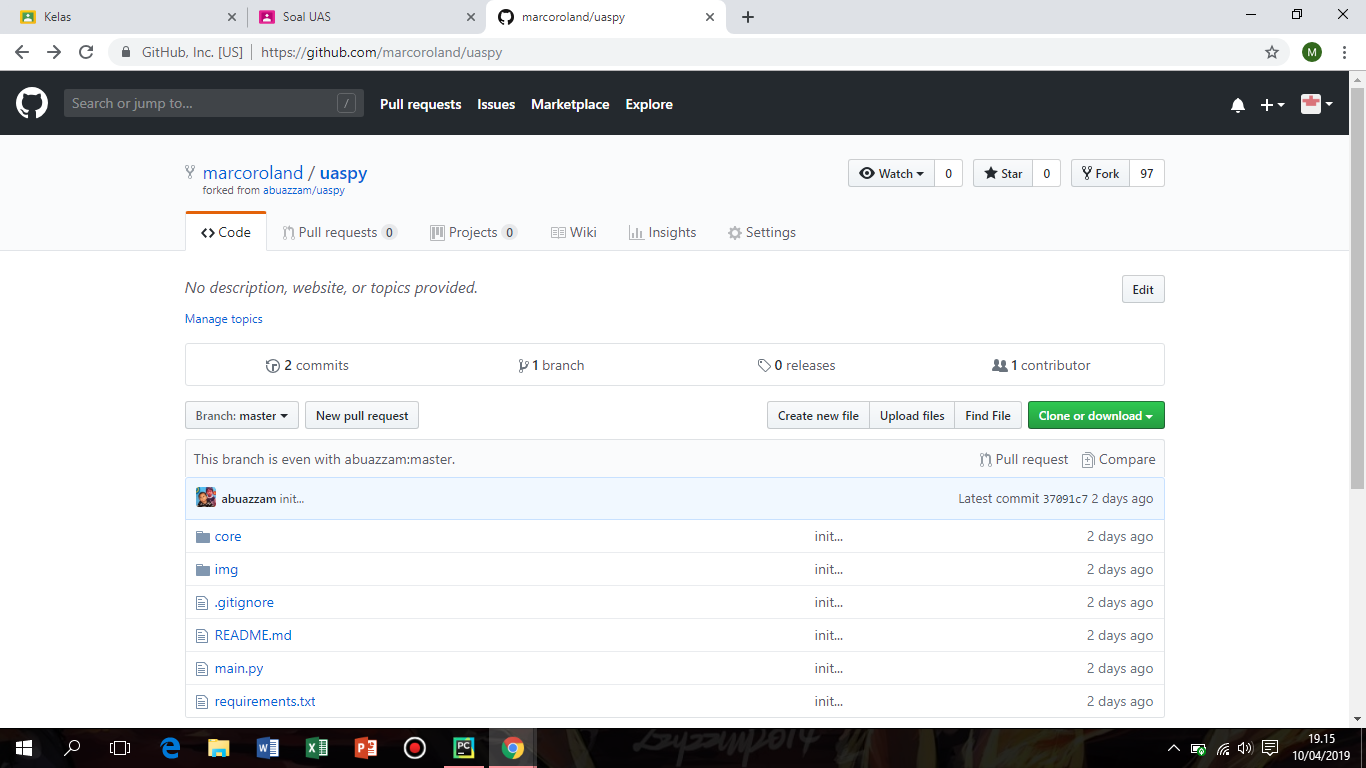 Kelas
Soal UAS
marcoroland/uaspy
GitHub, Inc. [US] https://github.com/marcoroland/uaspy
M
Search or jump to... /
Pull requests Issues Marketplace Explore
marcoroland / uaspy
forked from abuazzam/uaspy
Watch 0 Star 0 Fork 97
Code Pull requests 0 Projects 0 Wiki Insights Settings
No description, website, or topics provided.
Edit
Manage topics
2 commits 1 branch 0 releases 1 contributor
Branch: master New pull request Create new file Upload files Find File Clone or download
This branch is even with abuazzam:master. Pull request Compare
abuazzam init... Latest commit 37091c7 2 days ago
core init... 2 days ago
img init... 2 days ago
.gitignore init... 2 days ago
README.md init... 2 days ago
main.py init... 2 days ago
requirements.txt init... 2 days ago
19.15
10/04/2019